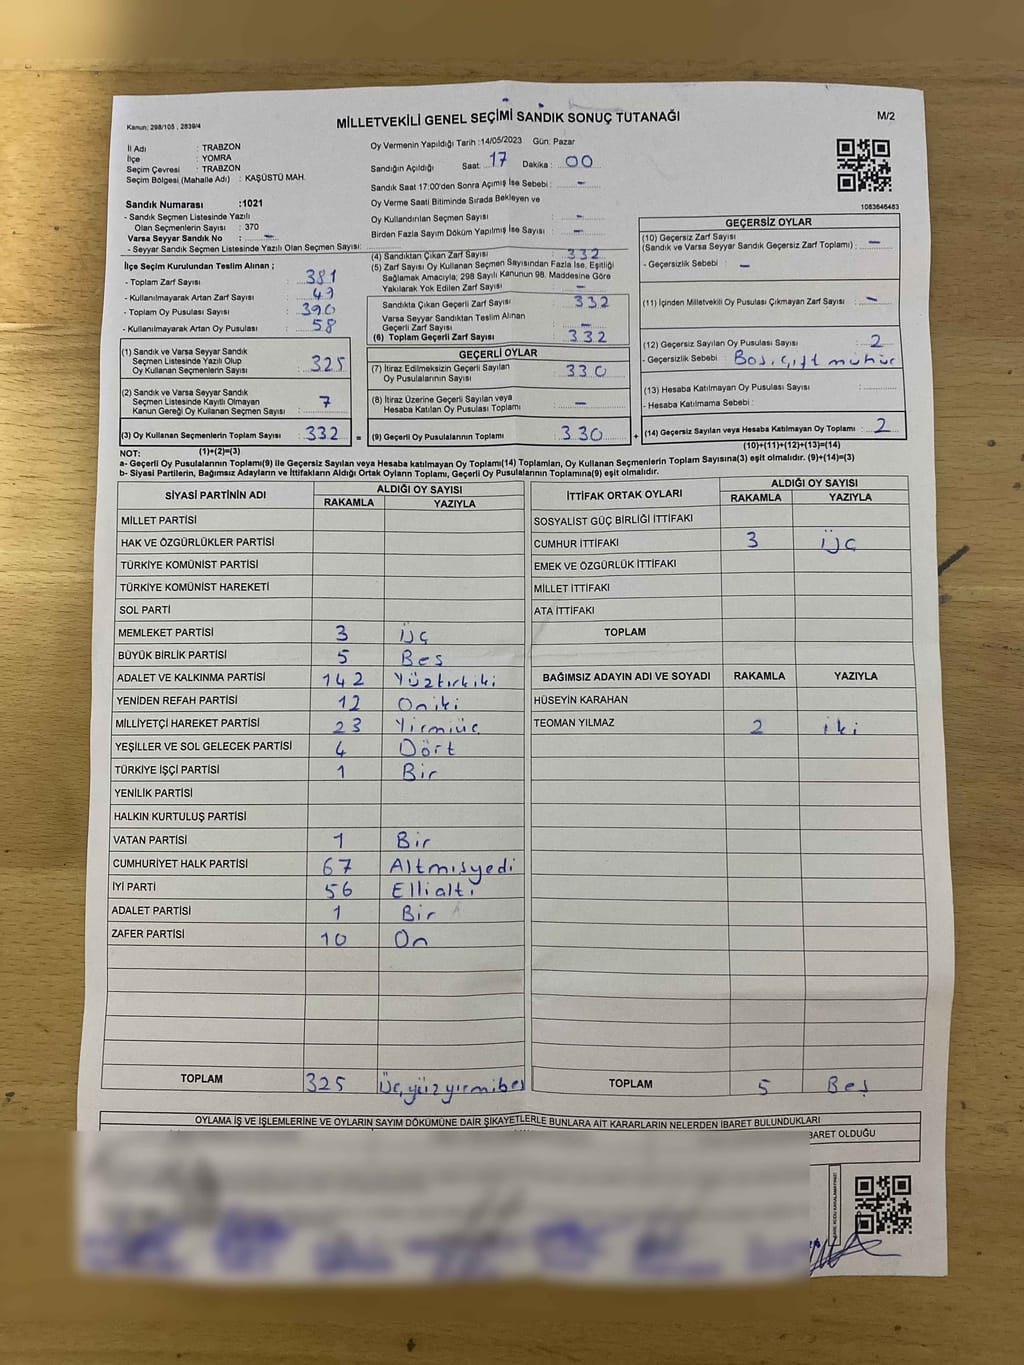 Kanun; 298/105 , 2839/4
MİLLETVEKİLİ GENEL SEÇİMİ SANDIK SONUÇ TUTANAĞI
M/2
İl Adı : TRABZON
İlçe : YOMRA
Seçim Çevresi : TRABZON
Seçim Bölgesi (Mahalle Adı) : KAŞÜSTÜ MAH.
Sandık Numarası :1021
- Sandık Seçmen Listesinde Yazılı
Olan Seçmenlerin Sayısı : 370
Varsa Seyyar Sandık No : -
- Seyyar Sandık Seçmen Listesinde Yazılı Olan Seçmen Sayısı:
Oy Vermenin Yapıldığı Tarih :14/05/2023 Gün: Pazar
Sandığın Açıldığı Saat: 17 Dakika : 00
Sandık Saat 17:00'den Sonra Açımış İse Sebebi : -
Oy Verme Saati Bitiminde Sırada Bekleyen ve
Oy Kullandırılan Seçmen Sayısı : -
Birden Fazla Sayım Döküm Yapılmış İse Sayısı : -
1083646483
İlçe Seçim Kurulundan Teslim Alınan ;
- Toplam Zarf Sayısı : 381
- Kullanılmayarak Artan Zarf Sayısı : 49
- Toplam Oy Pusulası Sayısı : 390
- Kullanılmayarak Artan Oy Pusulası : 58
(4) Sandıktan Çıkan Zarf Sayısı : 332
(5) Zarf Sayısı Oy Kullanan Seçmen Sayısından Fazla İse, Eşitliği
Sağlamak Amacıyla; 298 Sayılı Kanunun 98. Maddesine Göre
Yakılarak Yok Edilen Zarf Sayısı : -
Sandıkta Çıkan Geçerli Zarf Sayısı : 332
Varsa Seyyar Sandıktan Teslim Alınan
Geçerli Zarf Sayısı : -
(6) Toplam Geçerli Zarf Sayısı : 332
GEÇERSİZ OYLAR
(10) Geçersiz Zarf Sayısı
(Sandık ve Varsa Seyyar Sandık Geçersiz Zarf Toplamı) : -
- Geçersizlik Sebebi : -
(11) İçinden Milletvekili Oy Pusulası Çıkmayan Zarf Sayısı : -
(12) Geçersiz Sayılan Oy Pusulası Sayısı : 2
- Geçersizlik Sebebi : Boş, çift mühür
(13) Hesaba Katılmayan Oy Pusulası Sayısı :
- Hesaba Katılmama Sebebi :
(14) Geçersiz Sayılan veya Hesaba Katılmayan Oy Toplamı : 2
(10)+(11)+(12)+(13)=(14)
(1) Sandık ve Varsa Seyyar Sandık
Seçmen Listesinde Yazılı Olup
Oy Kullanan Seçmenlerin Sayısı : 325
(2) Sandık ve Varsa Seyyar Sandık
Seçmen Listesinde Kayıtlı Olmayan
Kanun Gereği Oy Kullanan Seçmen Sayısı : 7
(3) Oy Kullanan Seçmenlerin Toplam Sayısı : 332 =
GEÇERLİ OYLAR
(7) İtiraz Edilmeksizin Geçerli Sayılan
Oy Pusulalarının Sayısı : 330
(8) İtiraz Üzerine Geçerli Sayılan veya
Hesaba Katılan Oy Pusulası Toplamı : -
(9) Geçerli Oy Pusulalarının Toplamı : 330 +
NOT: (1)+(2)=(3)
a- Geçerli Oy Pusulalarının Toplamı(9) ile Geçersiz Sayılan veya Hesaba katılmayan Oy Toplamı(14) Toplamları, Oy Kullanan Seçmenlerin Toplam Sayısına(3) eşit olmalıdır. (9)+(14)=(3)
b- Siyasi Partilerin, Bağımsız Adayların ve İttifakların Aldığı Oyların Toplamı, Geçerli Oy Pusulalarının Toplamına(9) eşit olmalıdır.
SİYASİ PARTİNİN ADI ALDIĞI OY SAYISI
RAKAMLA YAZIYLA
MİLLET PARTİSİ
HAK VE ÖZGÜRLÜKLER PARTİSİ
TÜRKİYE KOMÜNİST PARTİSİ
TÜRKİYE KOMÜNİST HAREKETİ
SOL PARTİ
MEMLEKET PARTİSİ 3 üç
BÜYÜK BİRLİK PARTİSİ 5 Beş
ADALET VE KALKINMA PARTİSİ 142 Yüzkırkiki
YENİDEN REFAH PARTİSİ 12 Oniki
MİLLİYETÇİ HAREKET PARTİSİ 23 Yirmiüç
YEŞİLLER VE SOL GELECEK PARTİSİ 4 Dört
TÜRKİYE İŞÇİ PARTİSİ 1 Bir
YENİLİK PARTİSİ
HALKIN KURTULUŞ PARTİSİ
VATAN PARTİSİ 1 Bir
CUMHURİYET HALK PARTİSİ 67 Altmışyedi
İYİ PARTİ 56 Ellialtı
ADALET PARTİSİ 1 Bir
ZAFER PARTİSİ 10 On
TOPLAM 325 Üçyüzyirmibeş
İTTİFAK ORTAK OYLARI ALDIĞI OY SAYISI
RAKAMLA YAZIYLA
SOSYALİST GÜÇ BİRLİĞİ İTTİFAKI
CUMHUR İTTİFAKI 3 üç
EMEK VE ÖZGÜRLÜK İTTİFAKI
MİLLET İTTİFAKI
ATA İTTİFAKI
TOPLAM
BAĞIMSIZ ADAYIN ADI VE SOYADI RAKAMLA YAZIYLA
HÜSEYİN KARAHAN
TEOMAN YILMAZ 2 iki
TOPLAM 5 Beş
OYLAMA İŞ VE İŞLEMLERİNE VE OYLARIN SAYIM DÖKÜMÜNE DAİR ŞİKAYETLERLE BUNLARA AİT KARARLARIN NELERDEN İBARET BULUNDUKLARI
BARET OLDUĞU